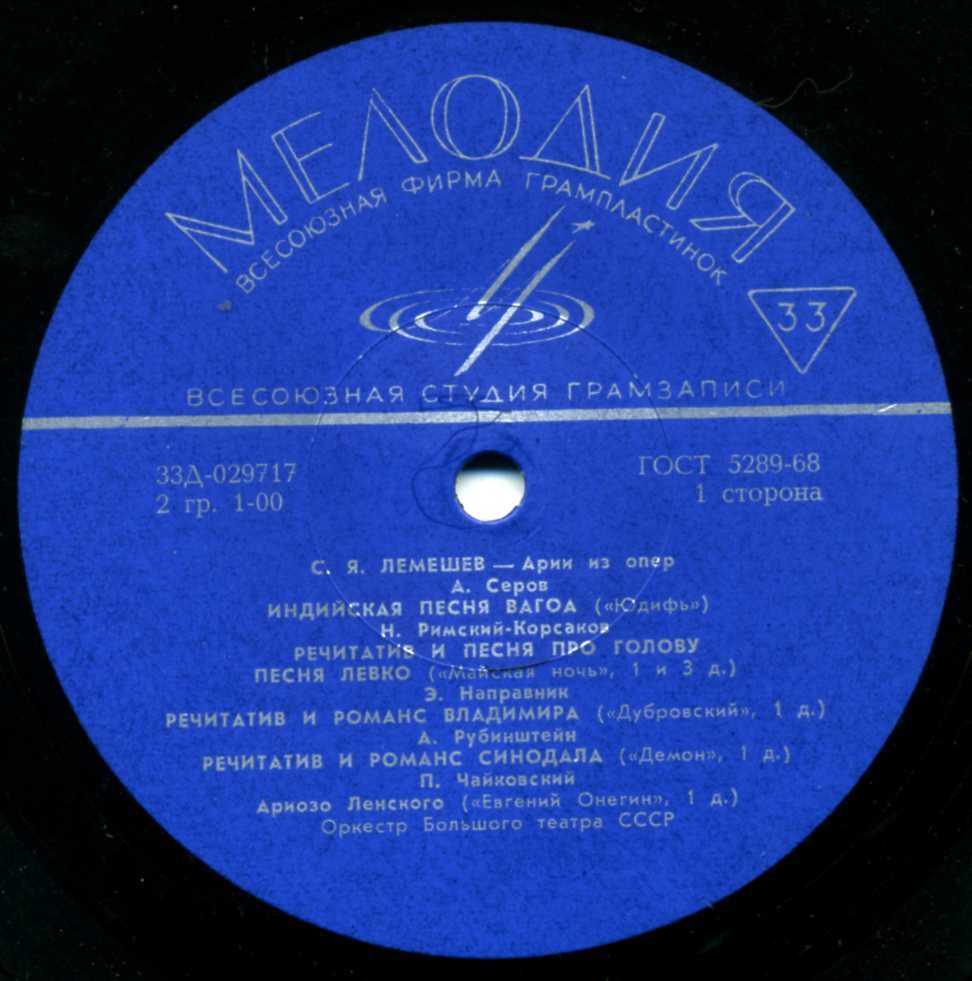 МЕЛОДИЯ
ВСЕСОЮЗНАЯ ФИРМА ГРАМПЛАСТИНОК
33
ВСЕСОЮЗНАЯ СТУДИЯ ГРАМЗАПИСИ
33Д-029717
2 гр. 1-00
ГОСТ 5289-68
1 сторона
С. Я. ЛЕМЕШЕВ — Арии из опер
А. Серов
ИНДИЙСКАЯ ПЕСНЯ ВАГОА («Юдифь»)
Н. Римский-Корсаков
РЕЧИТАТИВ И ПЕСНЯ ПРО ГОЛОВУ
ПЕСНЯ ЛЕВКО («Майская ночь», 1 и 3 д.)
Э. Направник
РЕЧИТАТИВ И РОМАНС ВЛАДИМИРА («Дубровский», 1 д.)
А. Рубинштейн
РЕЧИТАТИВ И РОМАНС СИНОДАЛА («Демон», 1 д.)
П. Чайковский
Ариозо Ленского («Евгений Онегин», 1 д.)
Оркестр Большого театра СССР